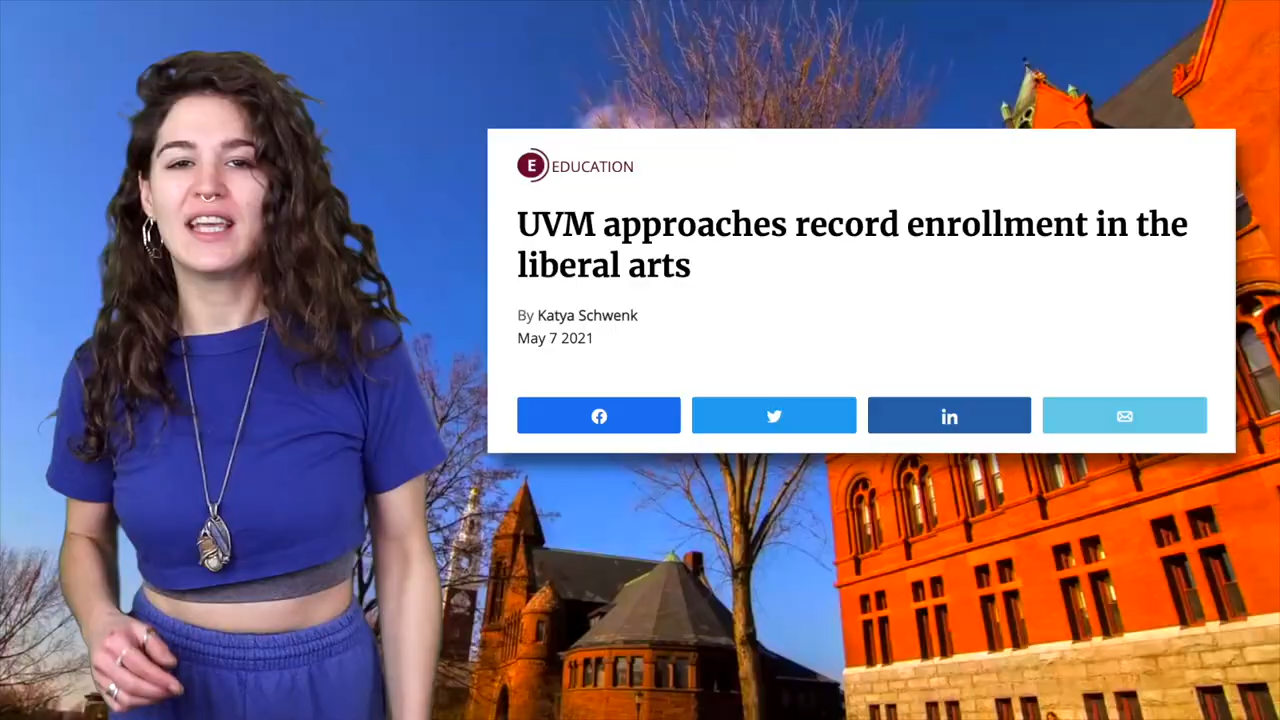 E EDUCATION
UVM approaches record enrollment in the
liberal arts
By Katya Schwenk
May 7 2021
in